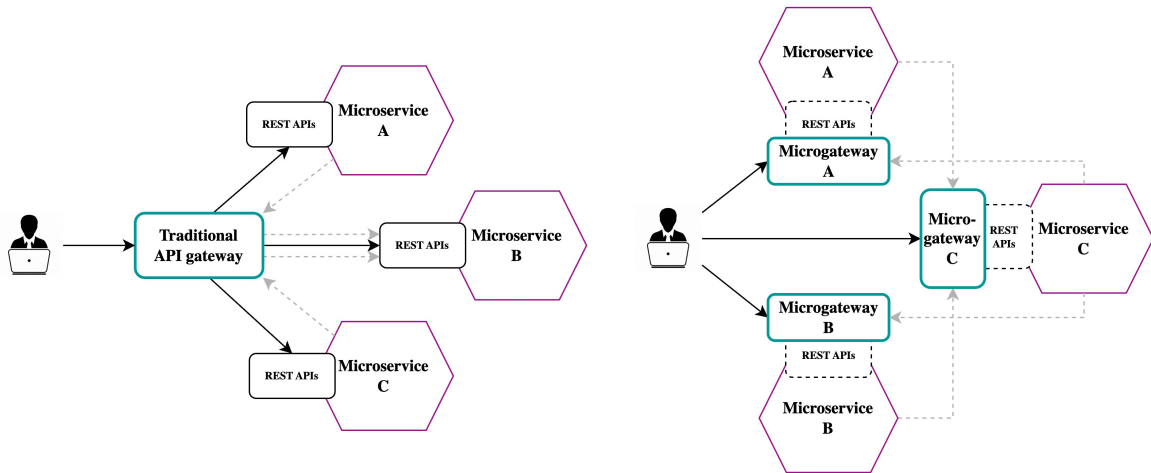 REST APIs
Microservice
A
Traditional
API gateway
REST APIs
Microservice
B
REST APIs
Microservice
C
Microservice
A
REST APIs
Microgateway
A
Micro-
gateway
C
REST
APIs
Microservice
C
Microgateway
B
REST APIs
Microservice
B